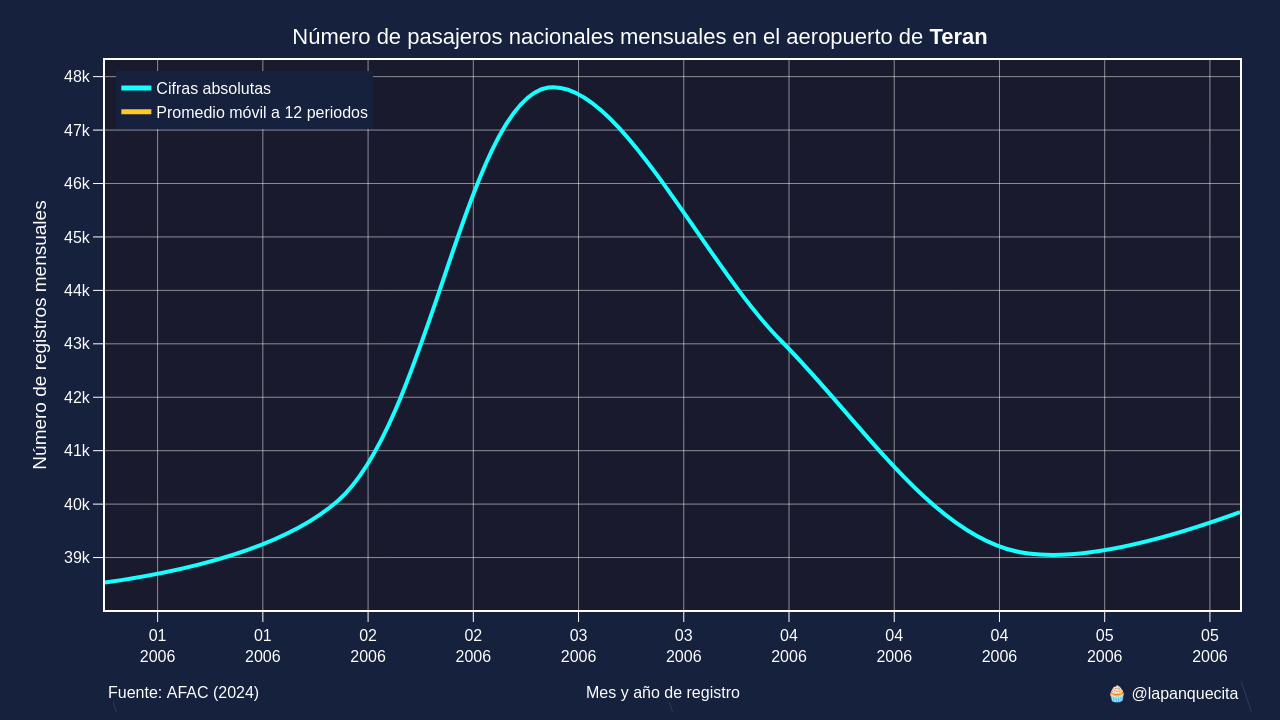 Número de pasajeros nacionales mensuales en el aeropuerto de Teran
Cifras absolutas
Promedio móvil a 12 periodos
Número de registros mensuales
48k
47k
46k
45k
44k
43k
42k
41k
40k
39k
01 01 02 02 03 03 04 04 04 05 05
2006 2006 2006 2006 2006 2006 2006 2006 2006 2006 2006
Fuente: AFAC (2024) Mes y año de registro 🧁 @lapanquecita